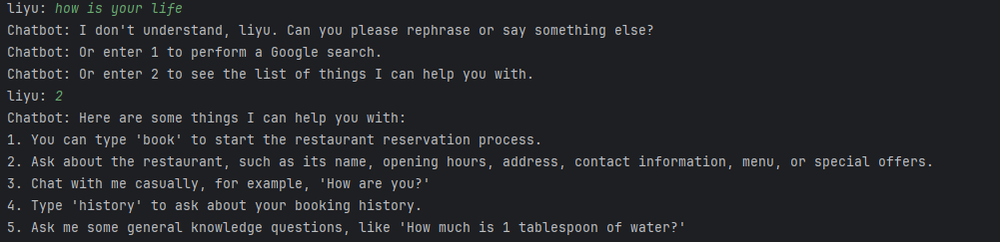 liyu: how is your life
Chatbot: I don't understand, liyu. Can you please rephrase or say something else?
Chatbot: Or enter 1 to perform a Google search.
Chatbot: Or enter 2 to see the list of things I can help you with.
liyu: 2
Chatbot: Here are some things I can help you with:
1. You can type 'book' to start the restaurant reservation process.
2. Ask about the restaurant, such as its name, opening hours, address, contact information, menu, or special offers.
3. Chat with me casually, for example, 'How are you?'
4. Type 'history' to ask about your booking history.
5. Ask me some general knowledge questions, like 'How much is 1 tablespoon of water?'